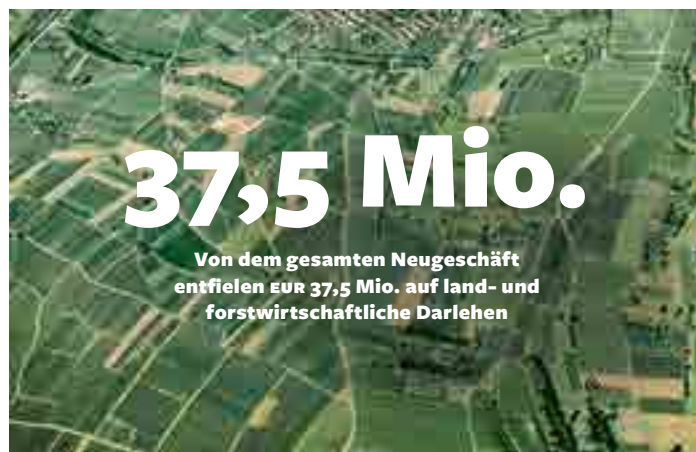 37,5 Mio.
Von dem gesamten Neugeschäft
entfielen EUR 37,5 Mio. auf land- und
forstwirtschaftliche Darlehen